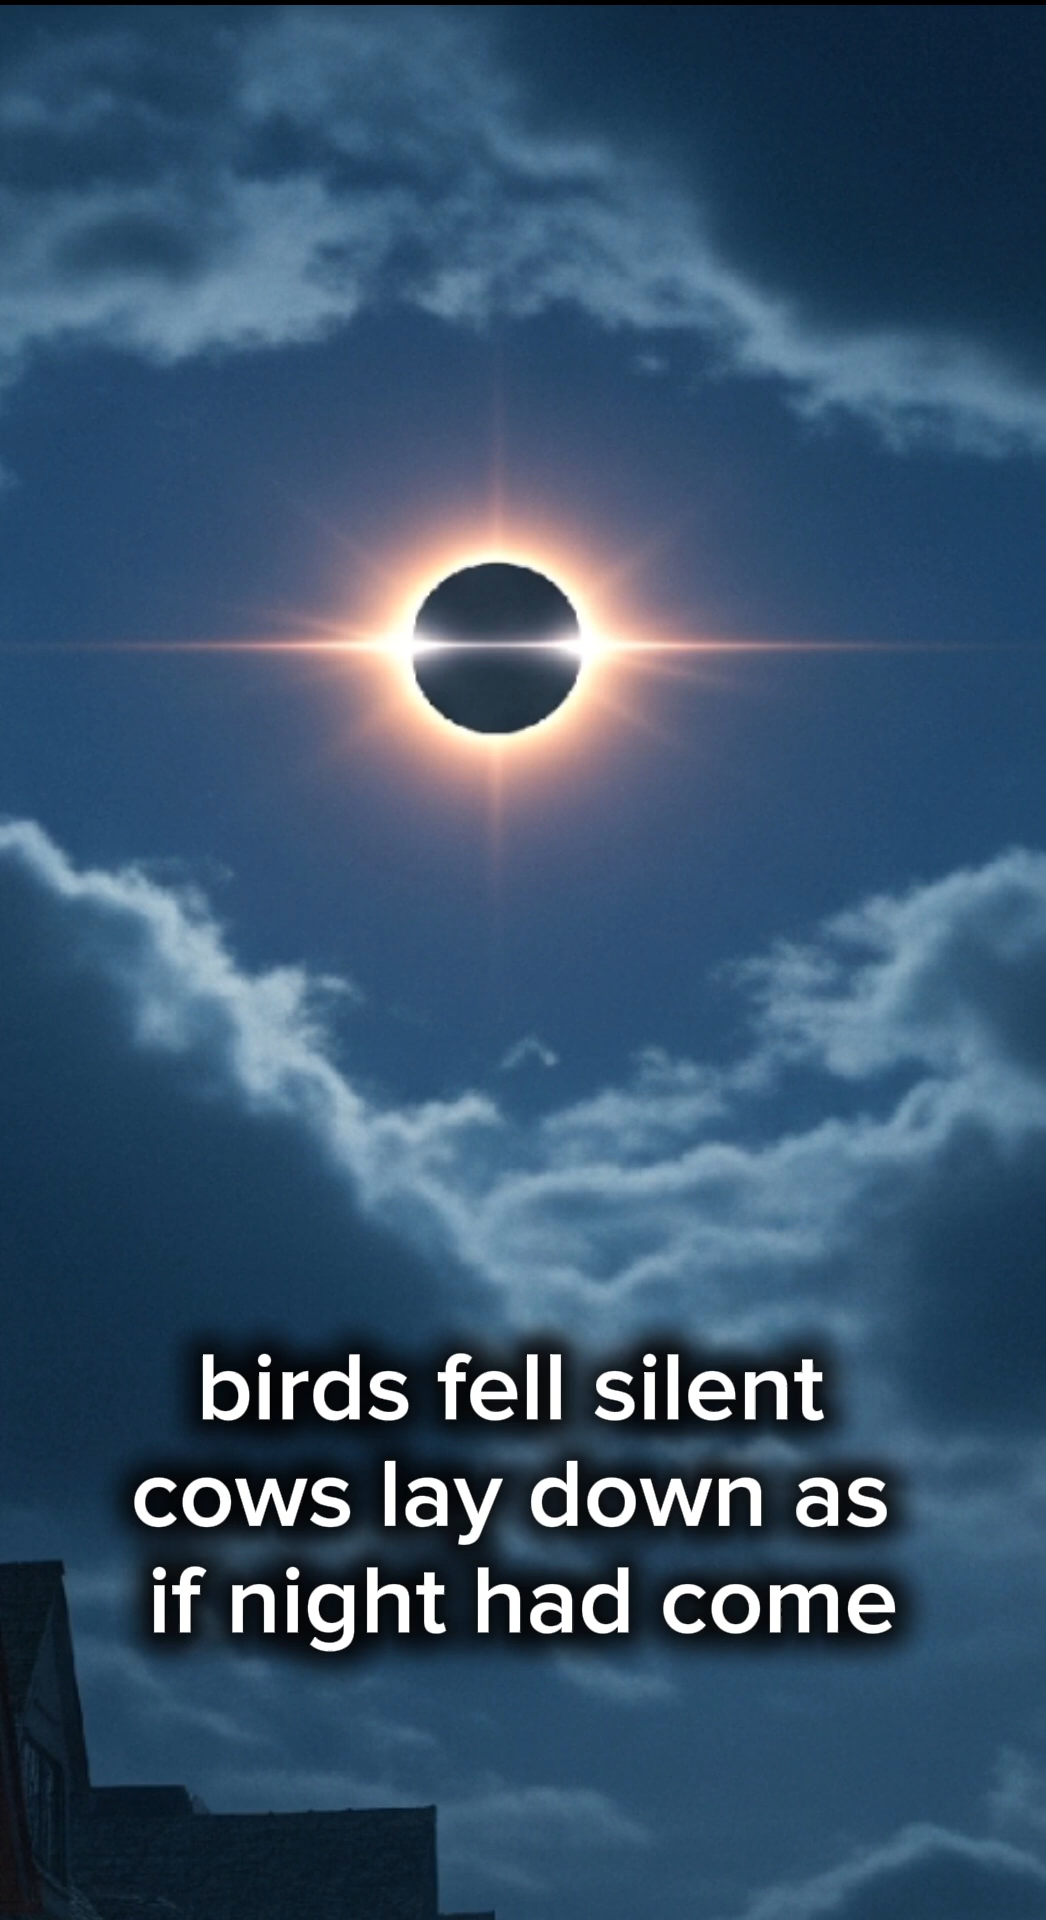 birds fell silent
cows lay down as
if night had come